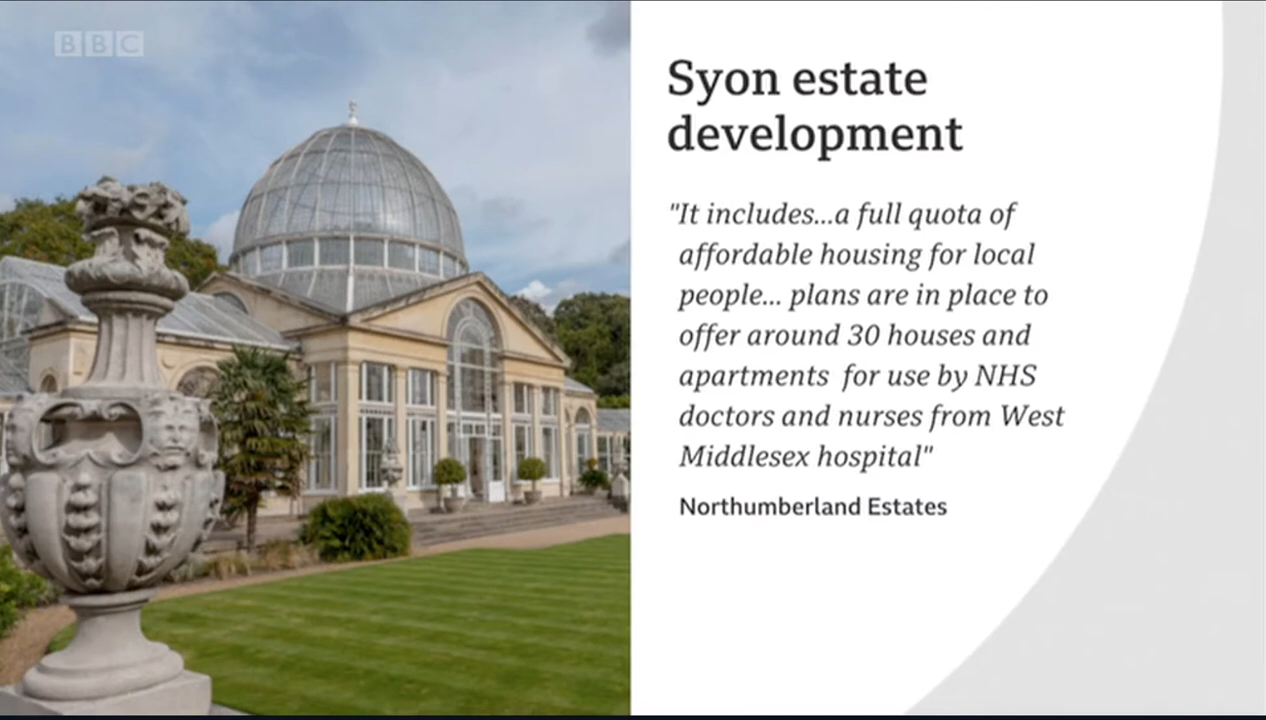 BBC
Syon estate
development
"It includes...a full quota of
affordable housing for local
people... plans are in place to
offer around 30 houses and
apartments  for use by NHS
doctors and nurses from West
Middlesex hospital"
Northumberland Estates